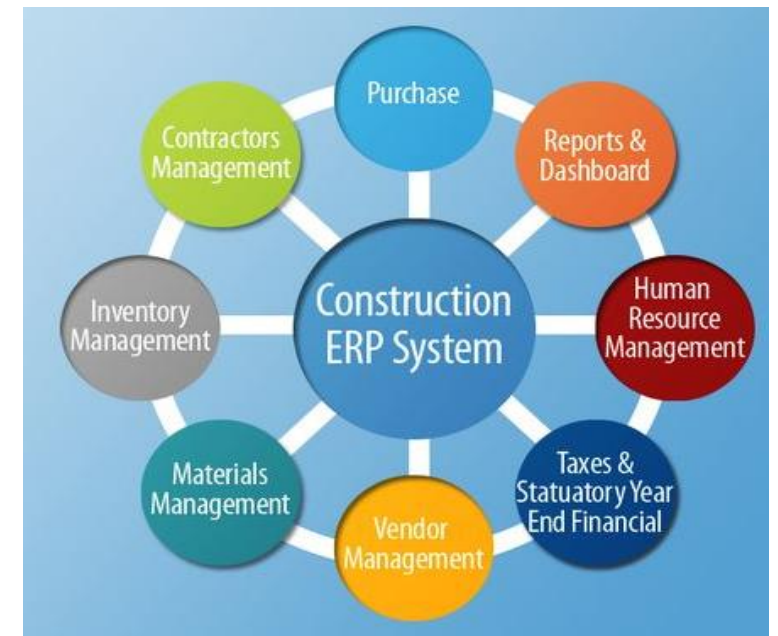 Purchase
Reports &
Dashboard
Human
Resource
Management
Taxes &
Statuatory Year
End Financial
Vendor
Management
Materials
Management
Inventory
Management
Contractors
Management
Construction
ERP System